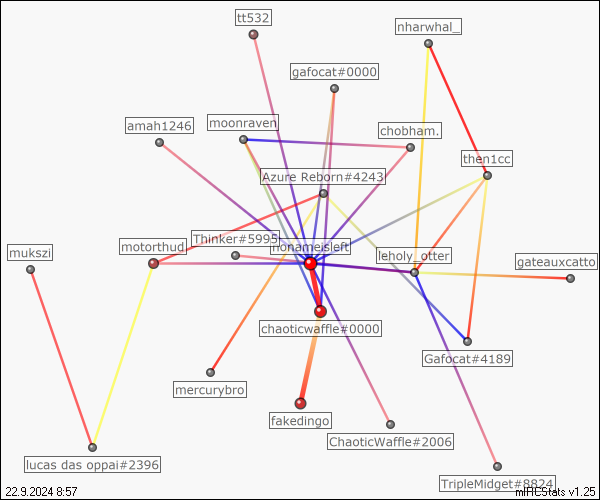 tt532
nharwhal_
gafocat#0000
amah1246
moonraven
chobham.
then1cc
Azure Reborn#4243
Thinker#5995
nonameisleft
mukszi
motorthud
leholy_otter
gateauxcatto
chaoticwaffle#0000
Gafocat#4189
mercurybro
fakedingo
ChaoticWaffle#2006
lucas das oppai#2396
TripleMidget#8824
22.9.2024 8:57
mIRCStats v1.25